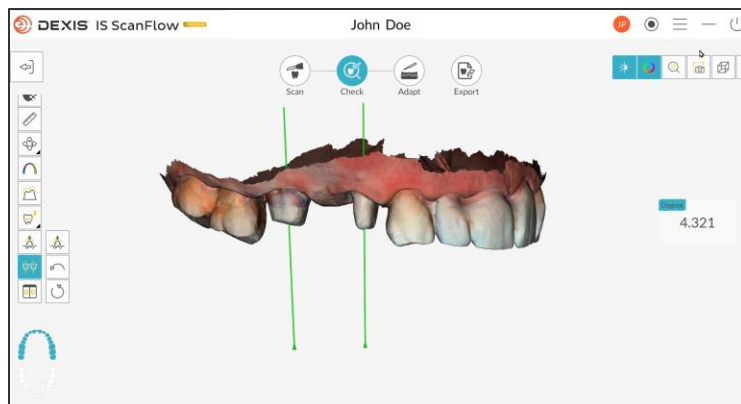 DEXIS IS ScanFlow
John Doe
JP
Scan
Check
Adapt
Export
Degree
4.321